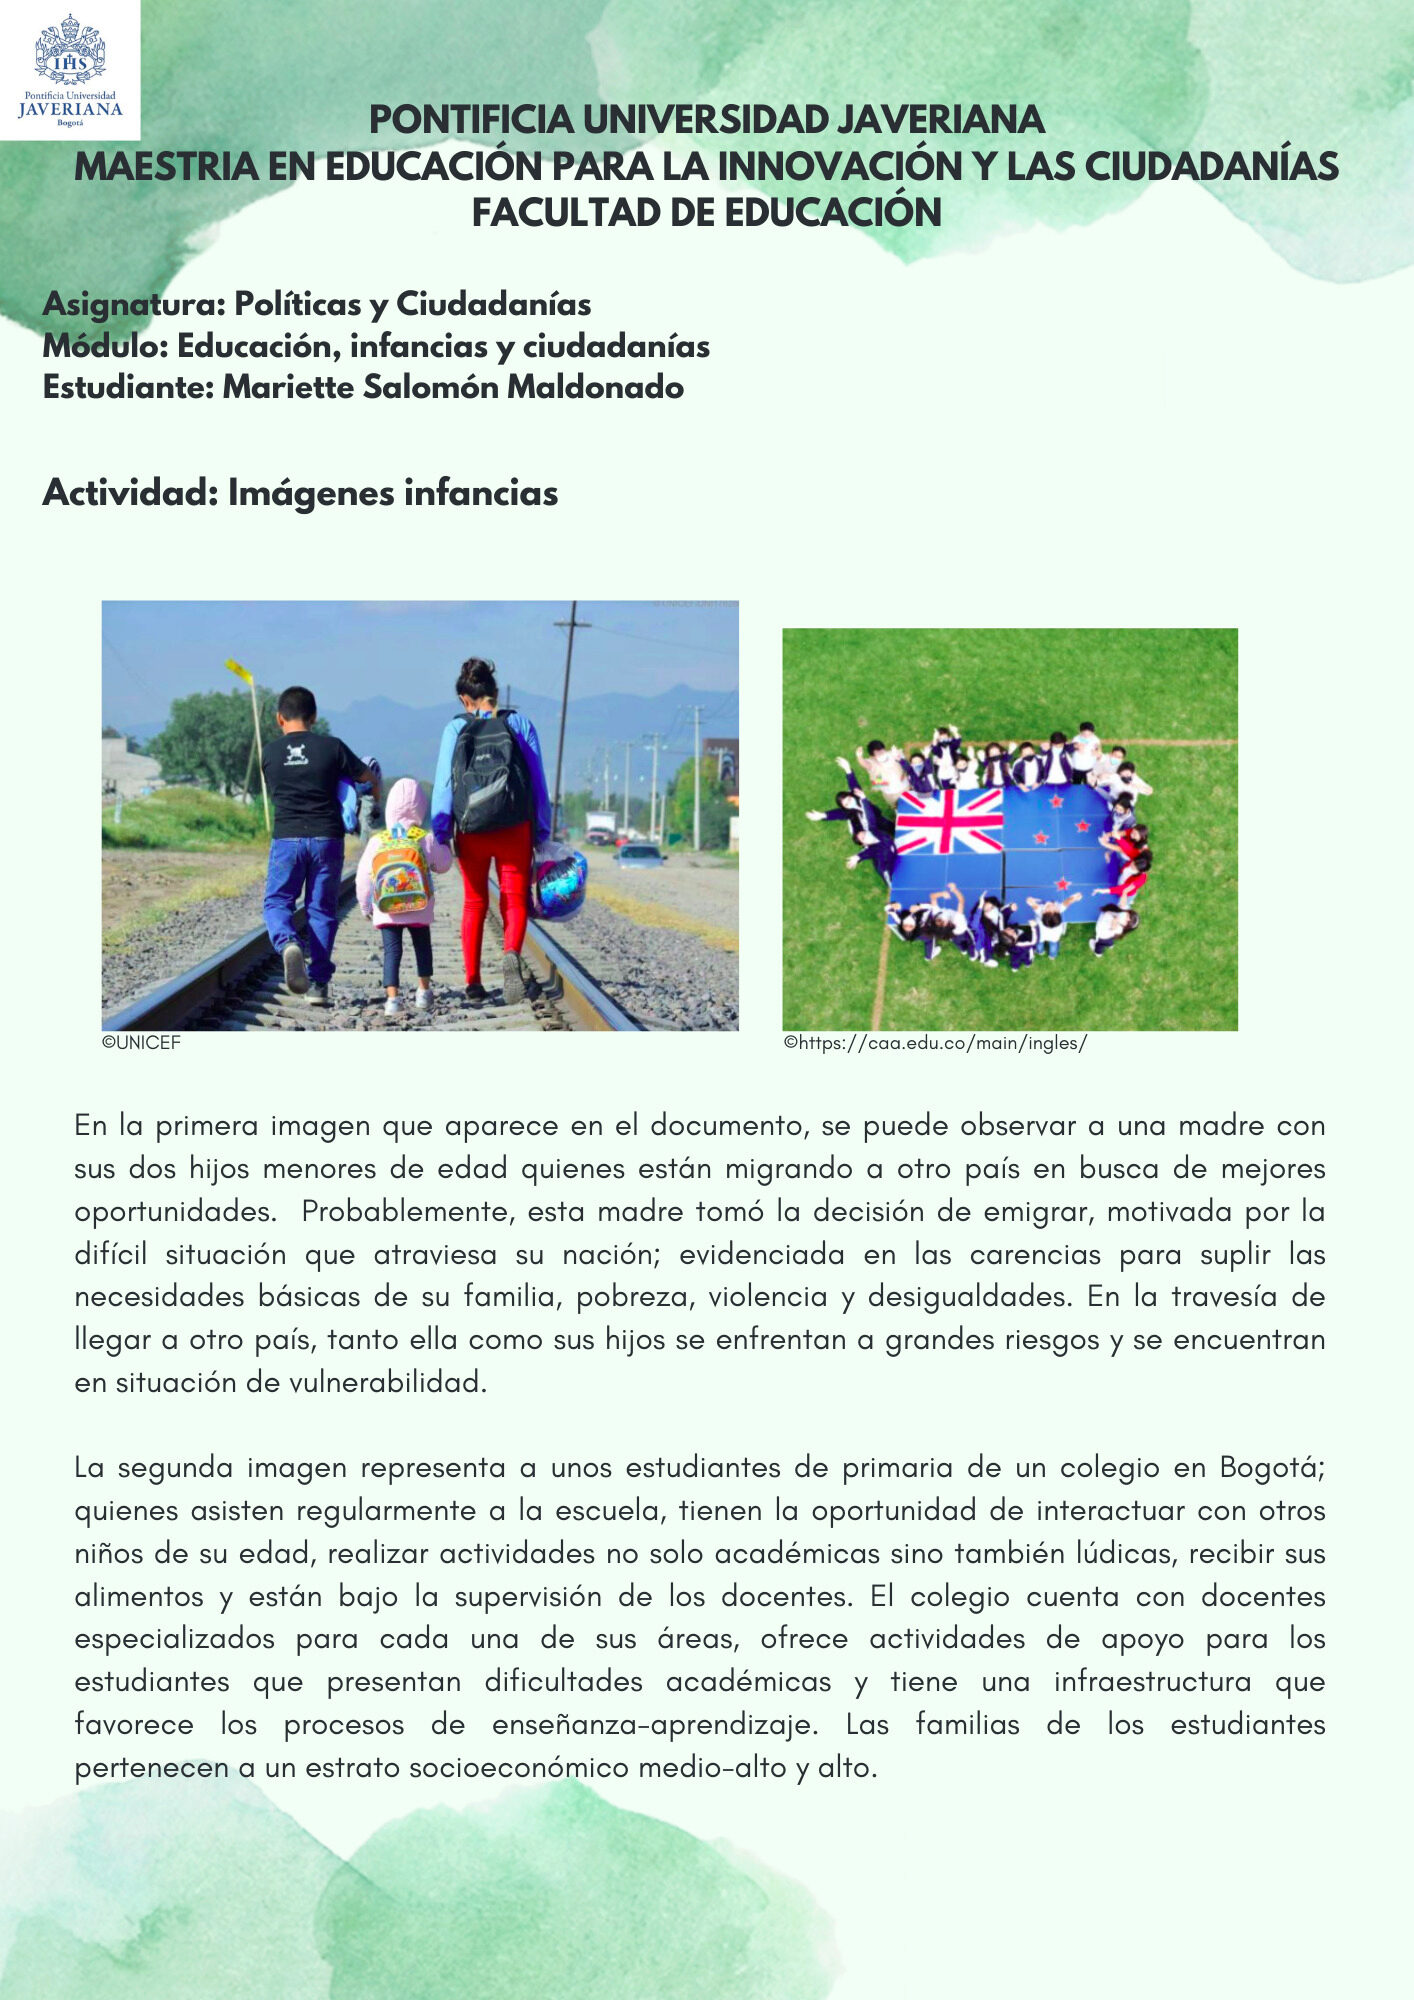 IHS
Pontificia Universidad
JAVERIANA
Bogotá
PONTIFICIA UNIVERSIDAD JAVERIANA
MAESTRIA EN EDUCACIÓN PARA LA INNOVACIÓN Y LAS CIUDADANÍAS
FACULTAD DE EDUCACIÓN
Asignatura: Políticas y Ciudadanías
Módulo: Educación, infancias y ciudadanías
Estudiante: Mariette Salomón Maldonado
Actividad: Imágenes infancias
©UNICEF
©https://caa.edu.co/main/ingles/
En la primera imagen que aparece en el documento, se puede observar a una madre con
sus dos hijos menores de edad quienes están migrando a otro país en busca de mejores
oportunidades.  Probablemente, esta madre tomó la decisión de emigrar, motivada por la
difícil situación que atraviesa su nación; evidenciada en las carencias para suplir las
necesidades básicas de su familia, pobreza, violencia y desigualdades. En la travesía de
llegar a otro país, tanto ella como sus hijos se enfrentan a grandes riesgos y se encuentran
en situación de vulnerabilidad.
La segunda imagen representa a unos estudiantes de primaria de un colegio en Bogotá;
quienes asisten regularmente a la escuela, tienen la oportunidad de interactuar con otros
niños de su edad, realizar actividades no solo académicas sino también lúdicas, recibir sus
alimentos y están bajo la supervisión de los docentes. El colegio cuenta con docentes
especializados para cada una de sus áreas, ofrece actividades de apoyo para los
estudiantes que presentan dificultades académicas y tiene una infraestructura que
favorece los procesos de enseñanza-aprendizaje. Las familias de los estudiantes
pertenecen a un estrato socioeconómico medio-alto y alto.